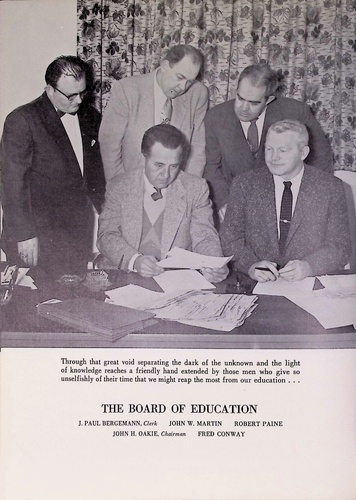 Through that great void separating the dark of the unknown and the light
of knowledge reaches a friendly hand extended by those men who give so
unselfishly of their time that we might reap the most from our education . . .
THE BOARD OF EDUCATION
J. PAUL BERGEMANN, Clerk JOHN W. MARTIN ROBERT PAINE
JOHN H. OAKIE, Chairman FRED CONWAY